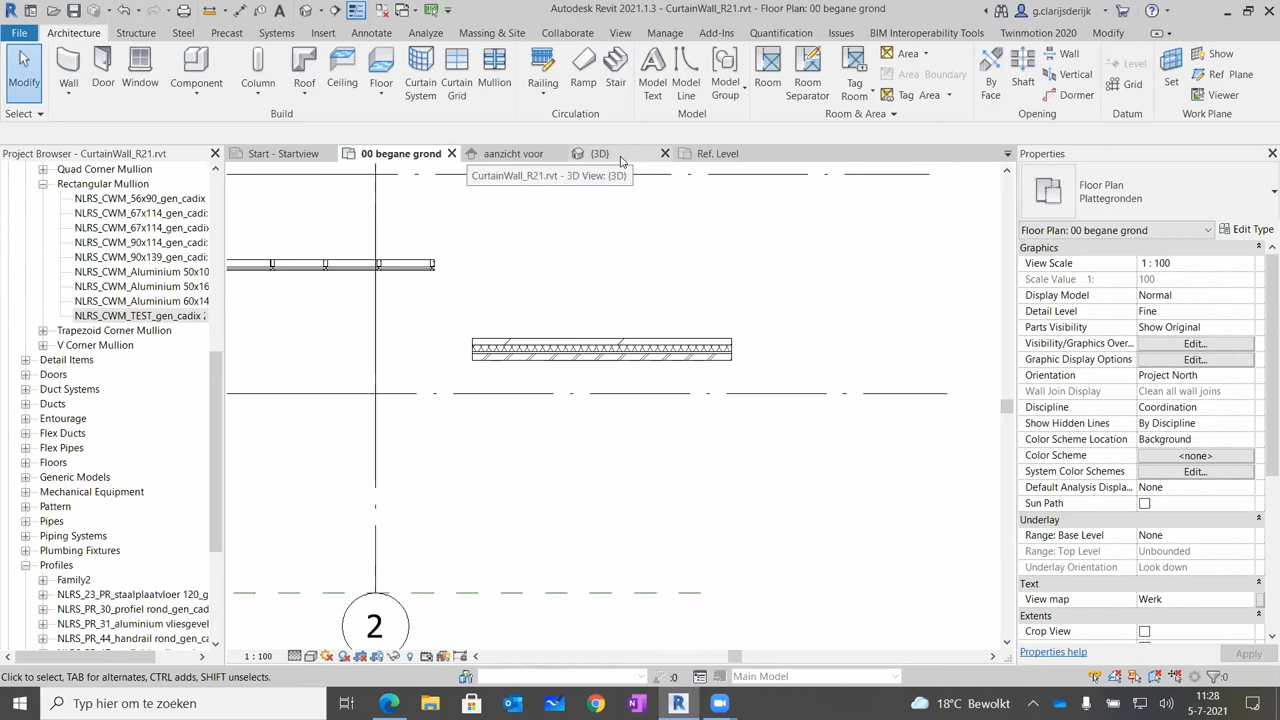 Autodesk Revit 2021.1.3 - CurtainWall_R21.rvt - Floor Plan: 00 begane grond
g.clarijsderijk
File Architecture Structure Steel Systems Precast Insert Annotate Analyze Massing & Site Collaborate View Manage Add-Ins Quantification Issues BIM Interoperability Tools Twinmotion 2020 Modify
Modify Wall Door Window Component Column Roof Ceiling Floor Curtain System Curtain Grid Mullion Railing Ramp Stair Model Text Model Line Model Group Room Room Separator Tag Room Area Area Boundary Tag Area By Face Shaft Wall Vertical Dormer Level Grid Set Show Ref Plane Viewer
Select Build Circulation Model Room & Area Opening Datum Work Plane
Project Browser - CurtainWall_R21.rvt
Start - Startview 00 begane grond aanzicht voor {3D} Ref. Level
CurtainWall_R21.rvt - 3D View: {3D}
Quad Corner Mullion
Rectangular Mullion
NLRS_CWM_56x90_gen_cadix
NLRS_CWM_67x114_gen_cadi:
NLRS_CWM_67x114_gen_cadi:
NLRS_CWM_90x114_gen_cadi:
NLRS_CWM_90x139_gen_cadi:
NLRS_CWM_Aluminium 50x10
NLRS_CWM_Aluminium 50x16
NLRS_CWM_Aluminium 60x14
NLRS_CWM_TEST_gen_cadix 2
Trapezoid Corner Mullion
V Corner Mullion
Detail Items
Doors
Duct Systems
Ducts
Entourage
Flex Ducts
Flex Pipes
Floors
Generic Models
Mechanical Equipment
Pattern
Pipes
Piping Systems
Plumbing Fixtures
Profiles
Family2
NLRS_23_PR_staalplaatvloer 120_g
NLRS_PR_30_profiel rond_gen_cad
NLRS_PR_31_aluminium vliesgevel
NLRS_PR_44_handrail rond_gen_ca
2
Properties
Floor Plan
Plattegronden
Floor Plan: 00 begane grond Edit Type
Graphics
View Scale 1 : 100
Scale Value 1: 100
Display Model Normal
Detail Level Fine
Parts Visibility Show Original
Visibility/Graphics Over... Edit...
Graphic Display Options Edit...
Orientation Project North
Wall Join Display Clean all wall joins
Discipline Coordination
Show Hidden Lines By Discipline
Color Scheme Location Background
Color Scheme <none>
System Color Schemes Edit...
Default Analysis Displa... None
Sun Path
Underlay
Range: Base Level None
Range: Top Level Unbounded
Underlay Orientation Look down
Text
View map Werk
Extents
Crop View
Properties help Apply
1 : 100
Click to select, TAB for alternates, CTRL adds, SHIFT unselects.
:0 Main Model :0
Typ hier om te zoeken
18°C Bewolkt
11:28
5-7-2021